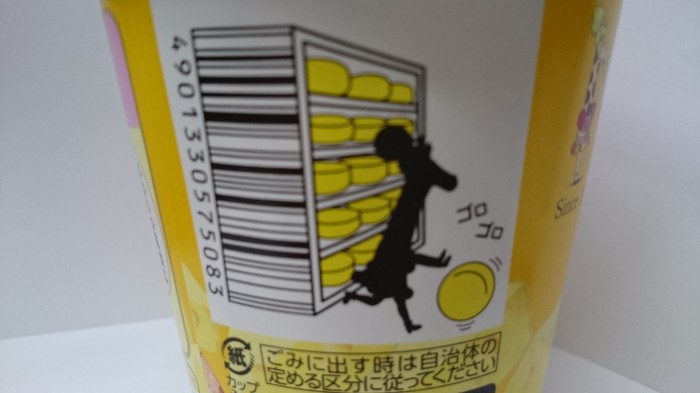 4901330575083
ゴロ
ゴロ
Since
紙
カップ
ごみに出す時は自治体の
定める区分に従ってください